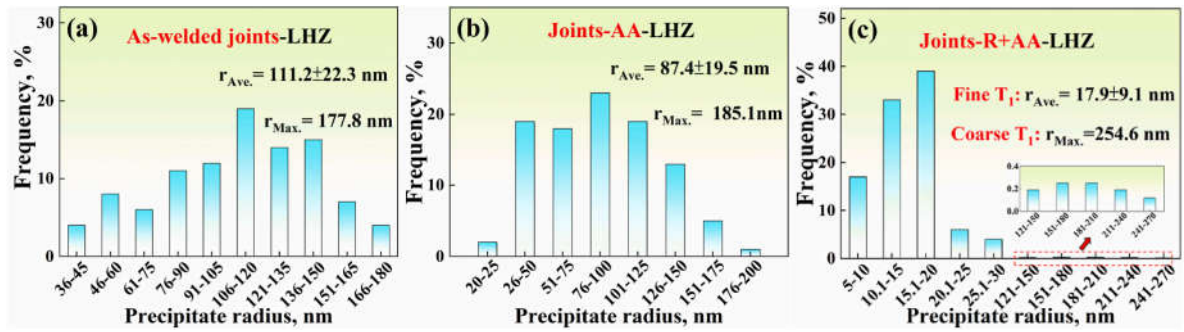 (a)
As-welded joints-LHZ
rAve.= 111.2±22.3 nm
rMax.= 177.8 nm
Frequency, %
30
20
10
0
36-45
46-60
61-75
76-90
91-105
106-120
121-135
136-150
151-165
166-180
Precipitate radius, nm
(b)
Joints-AA-LHZ
rAve.= 87.4±19.5 nm
rMax.= 185.1nm
Frequency, %
30
20
10
0
20-25
26-50
51-75
76-100
101-125
126-150
151-175
176-200
Precipitate radius, nm
(c)
Joints-R+AA-LHZ
Fine T1: rAve.= 17.9±9.1 nm
Coarse T1: rMax.=254.6 nm
Frequency, %
50
40
30
20
10
0
0.4
0.2
0.0
121-150
151-180
181-210
211-240
241-270
5-10
10.1-15
15.1-20
20.1-25
25.1-30
121-150
151-180
181-210
211-240
241-270
Precipitate radius, nm